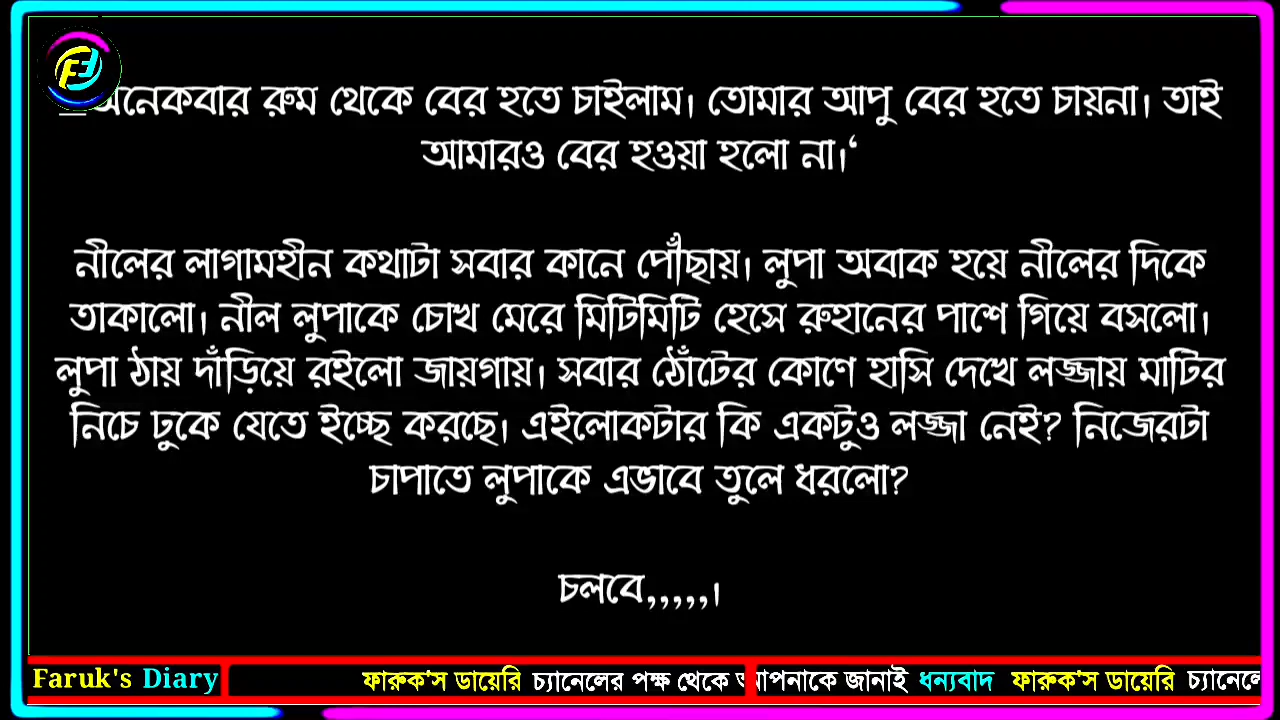 অনেকবার রুম থেকে বের হতে চাইলাম। তোমার আপু বের হতে চায়না। তাই
আমারও বের হওয়া হলো না।‘
নীলের লাগামহীন কথাটা সবার কানে পৌঁছায়। লুপা অবাক হয়ে নীলের দিকে
তাকালো। নীল লুপাকে চোখ মেরে মিটিমিটি হেসে রুহানের পাশে গিয়ে বসলো।
লুপা ঠায় দাঁড়িয়ে রইলো জায়গায়। সবার ঠোঁটের কোণে হাসি দেখে লজ্জায় মাটির
নিচে ঢুকে যেতে ইচ্ছে করছে। এইলোকটার কি একটুও লজ্জা নেই? নিজেরটা
চাপাতে লুপাকে এভাবে তুলে ধরলো?
চলবে,,,,,।
Faruk's Diary ফারুক'স ডায়েরি চ্যানেলের পক্ষ থেকে আপনাকে জানাই ধন্যবাদ ফারুক'স ডায়েরি